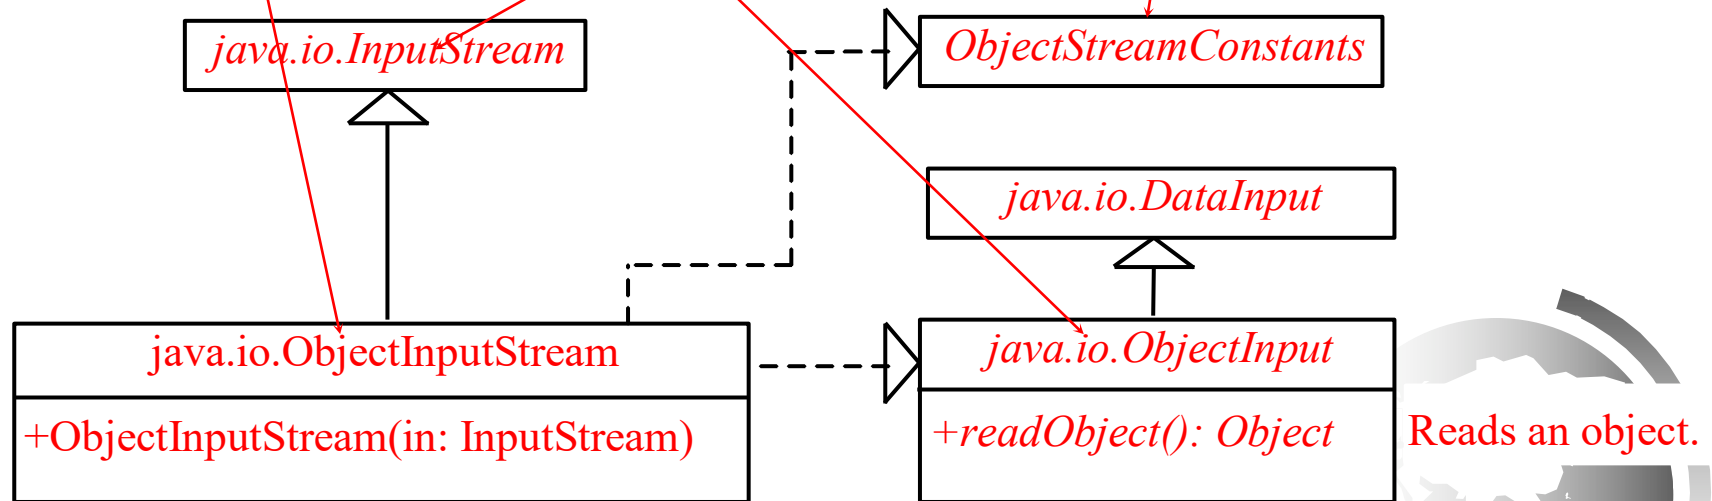 java.io.InputStream
ObjectStreamConstants
java.io.DataInput
java.io.ObjectInputStream
+ObjectInputStream(in: InputStream)
java.io.ObjectInput
+readObject(): Object
Reads an object.